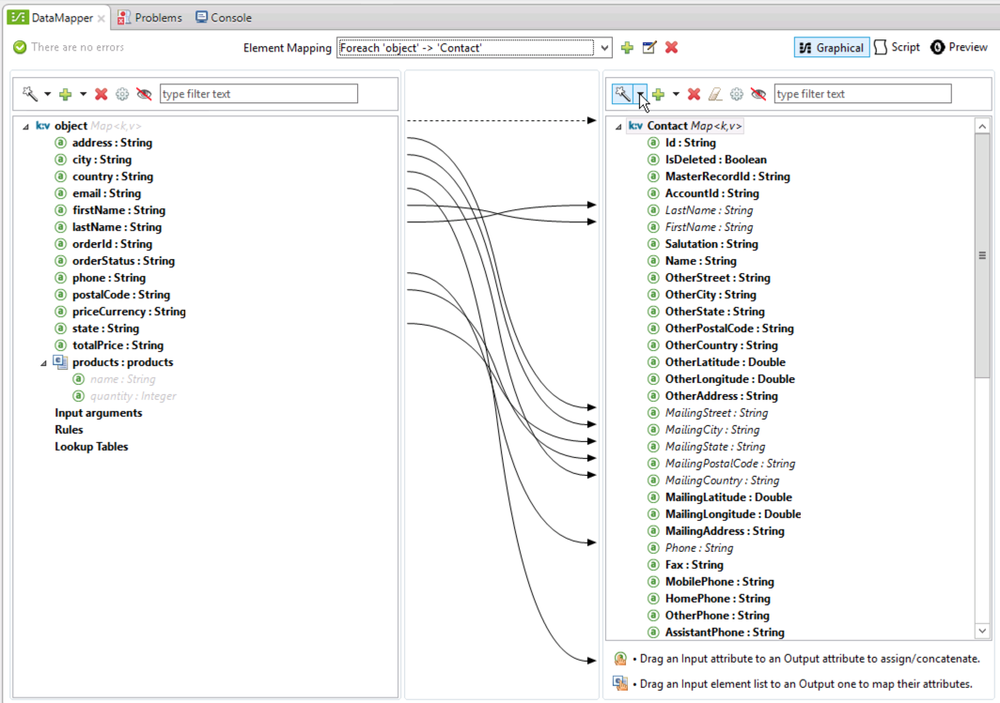 DataMapper
Problems
Console
There are no errors
Element Mapping
Foreach 'object' -> 'Contact'
Graphical
Script
Preview
type filter text
k:v object Map<k,v>
a address : String
a city : String
a country : String
a email : String
a firstName : String
a lastName : String
a orderId : String
a orderStatus : String
a phone : String
a postalCode : String
a priceCurrency : String
a state : String
a totalPrice : String
e products : products
a name : String
a quantity : Integer
Input arguments
Rules
Lookup Tables
type filter text
k:v Contact Map<k,v>
a Id : String
a IsDeleted : Boolean
a MasterRecordId : String
a AccountId : String
a LastName : String
a FirstName : String
a Salutation : String
a Name : String
a OtherStreet : String
a OtherCity : String
a OtherState : String
a OtherPostalCode : String
a OtherCountry : String
a OtherLatitude : Double
a OtherLongitude : Double
a OtherAddress : String
a MailingStreet : String
a MailingCity : String
a MailingState : String
a MailingPostalCode : String
a MailingCountry : String
a MailingLatitude : Double
a MailingLongitude : Double
a MailingAddress : String
a Phone : String
a Fax : String
a MobilePhone : String
a HomePhone : String
a OtherPhone : String
a AssistantPhone : String
• Drag an Input attribute to an Output attribute to assign/concatenate.
• Drag an Input element list to an Output one to map their attributes.